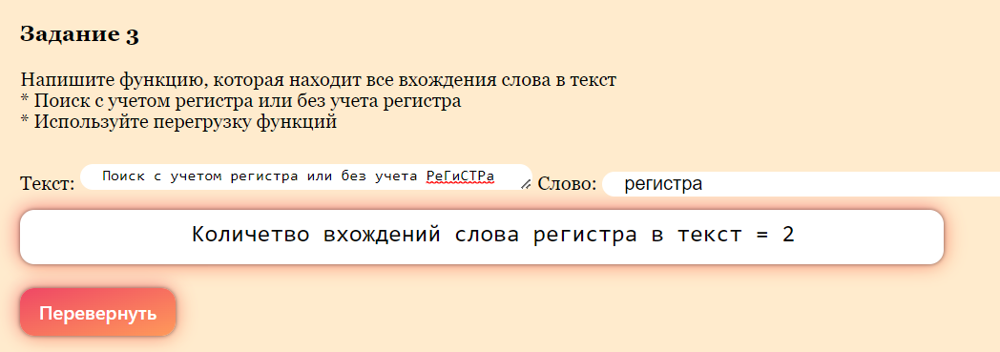 Задание 3
Напишите функцию, которая находит все вхождения слова в текст
* Поиск с учетом регистра или без учета регистра
* Используйте перегрузку функций
Текст: Поиск с учетом регистра или без учета РеГиСТРа Слово: регистра
Количетво вхождений слова регистра в текст = 2
Перевернуть